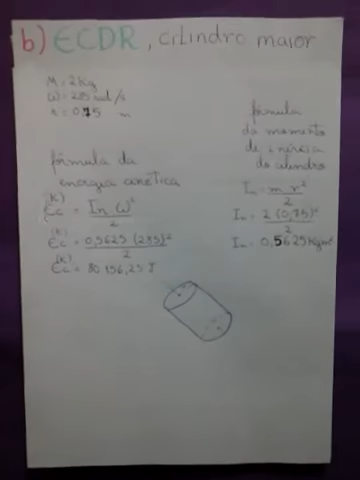 b) ECDR, cilindro maior
M = 2 Kg
ω = 285 rad/s
r = 0,75 m
fórmula da
energia cinética
Ec(K) = In ω²/2
Ec(K) = 0,5625 (285)²/2
Ec(K) = 80 156,25 J
fórmula
do momento
de inércia
do cilindro
In = m r²/2
In = 2 (0,75)²/2
In = 0,5625 Kgm²